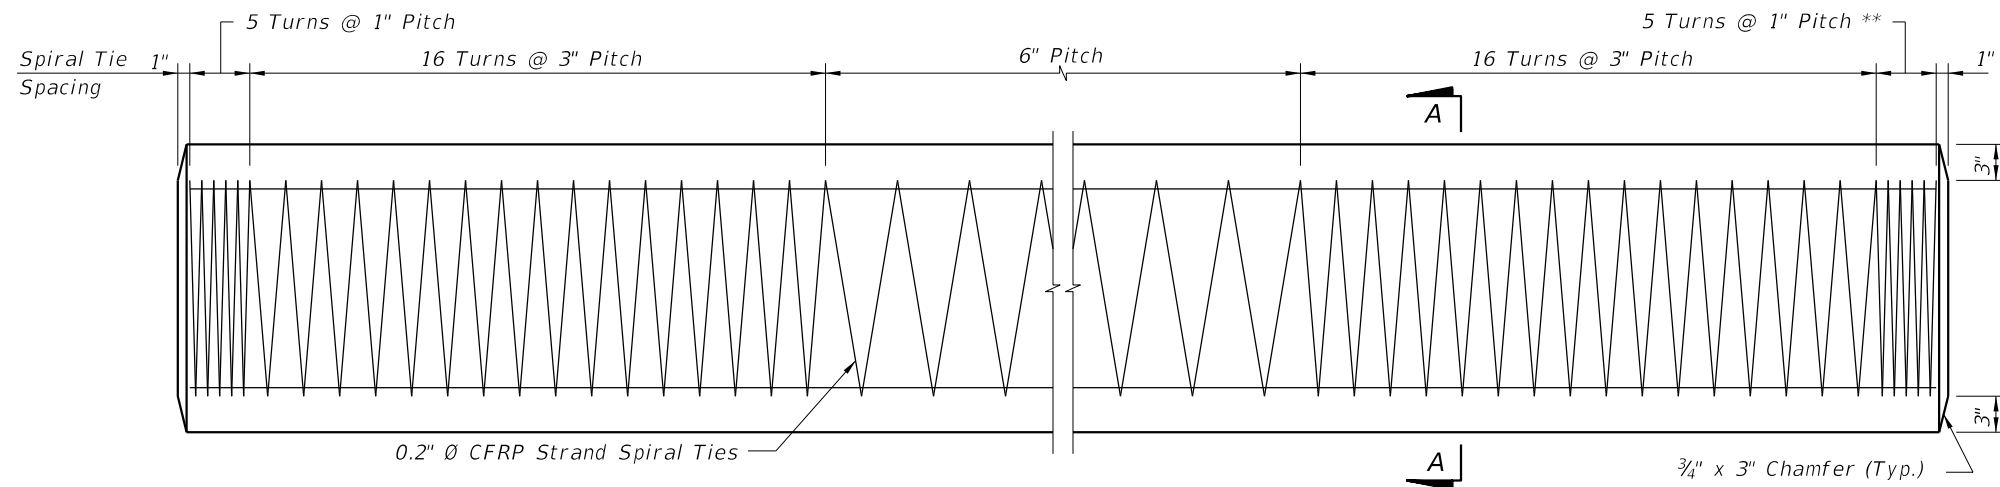 5 Turns @ 1" Pitch
5 Turns @ 1" Pitch **
Spiral Tie
Spacing
1"
16 Turns @ 3" Pitch
6" Pitch
16 Turns @ 3" Pitch
1"
A
3"
3"
0.2" Ø CFRP Strand Spiral Ties
A
¾" x 3" Chamfer (Typ.)